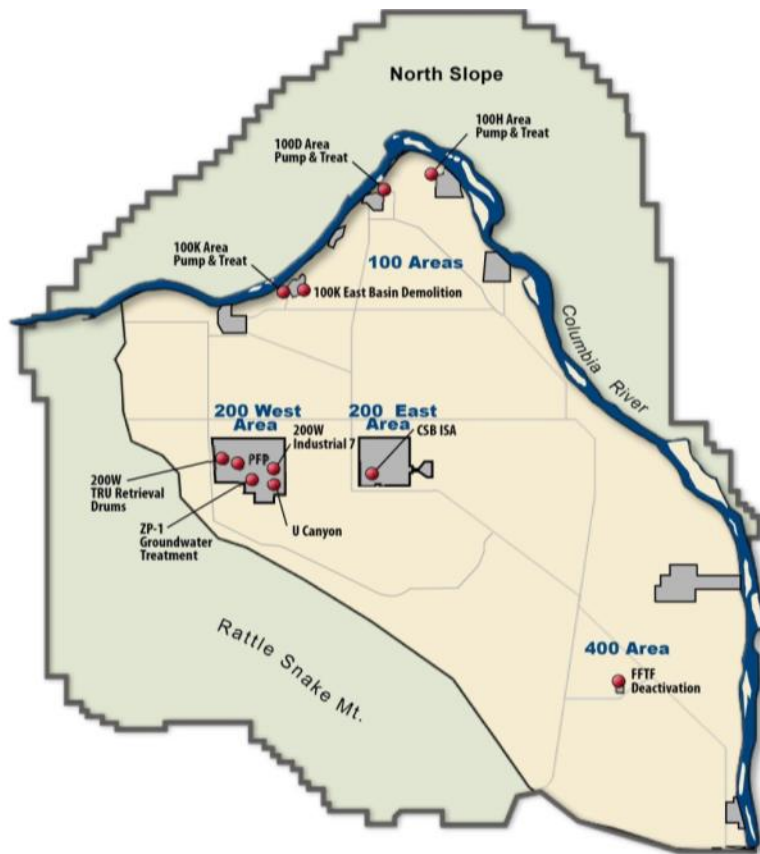 North Slope
100H Area
Pump & Treat
100D Area
Pump & Treat
100K Area
Pump & Treat
100 Areas
100K East Basin Demolition
Columbia River
200 West
Area
200 East
Area
200W
Industrial 7
CSB ISA
PFP
200W
TRU Retrieval
Drums
ZP-1
Groundwater
Treatment
U Canyon
Rattle Snake Mt.
400 Area
FFTF
Deactivation